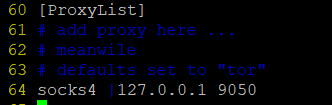 60 [ProxyList]
61 # add proxy here ...
62 # meanwile
63 # defaults set to "tor"
64 socks4 |127.0.0.1 9050